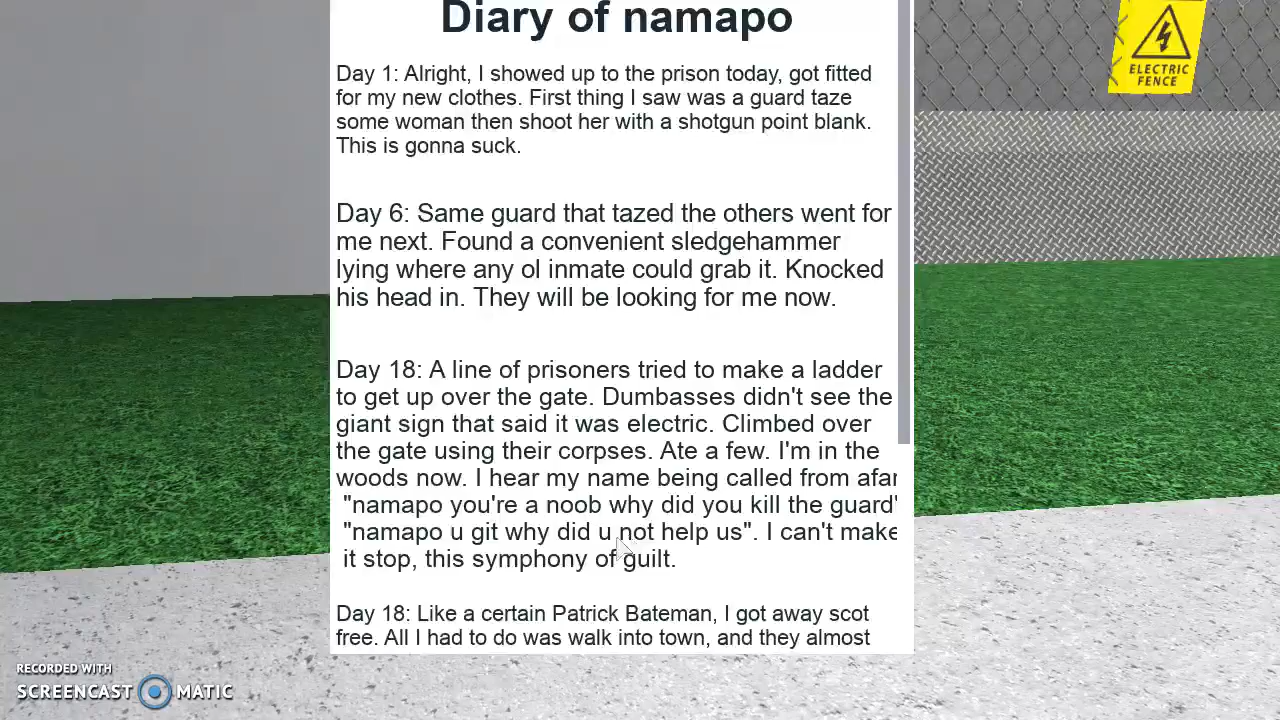 Diary of namapo
Day 1: Alright, I showed up to the prison today, got fitted
for my new clothes. First thing I saw was a guard taze
some woman then shoot her with a shotgun point blank.
This is gonna suck.
Day 6: Same guard that tazed the others went for
me next. Found a convenient sledgehammer
lying where any ol inmate could grab it. Knocked
his head in. They will be looking for me now.
Day 18: A line of prisoners tried to make a ladder
to get up over the gate. Dumbasses didn't see the
giant sign that said it was electric. Climbed over
the gate using their corpses. Ate a few. I'm in the
woods now. I hear my name being called from afar
"namapo you're a noob why did you kill the guard"
"namapo u git why did u not help us". I can't make
it stop, this symphony of guilt.
Day 18: Like a certain Patrick Bateman, I got away scot
free. All I had to do was walk into town, and they almost
ELECTRIC
FENCE
RECORDED WITH
SCREENCAST MATIC